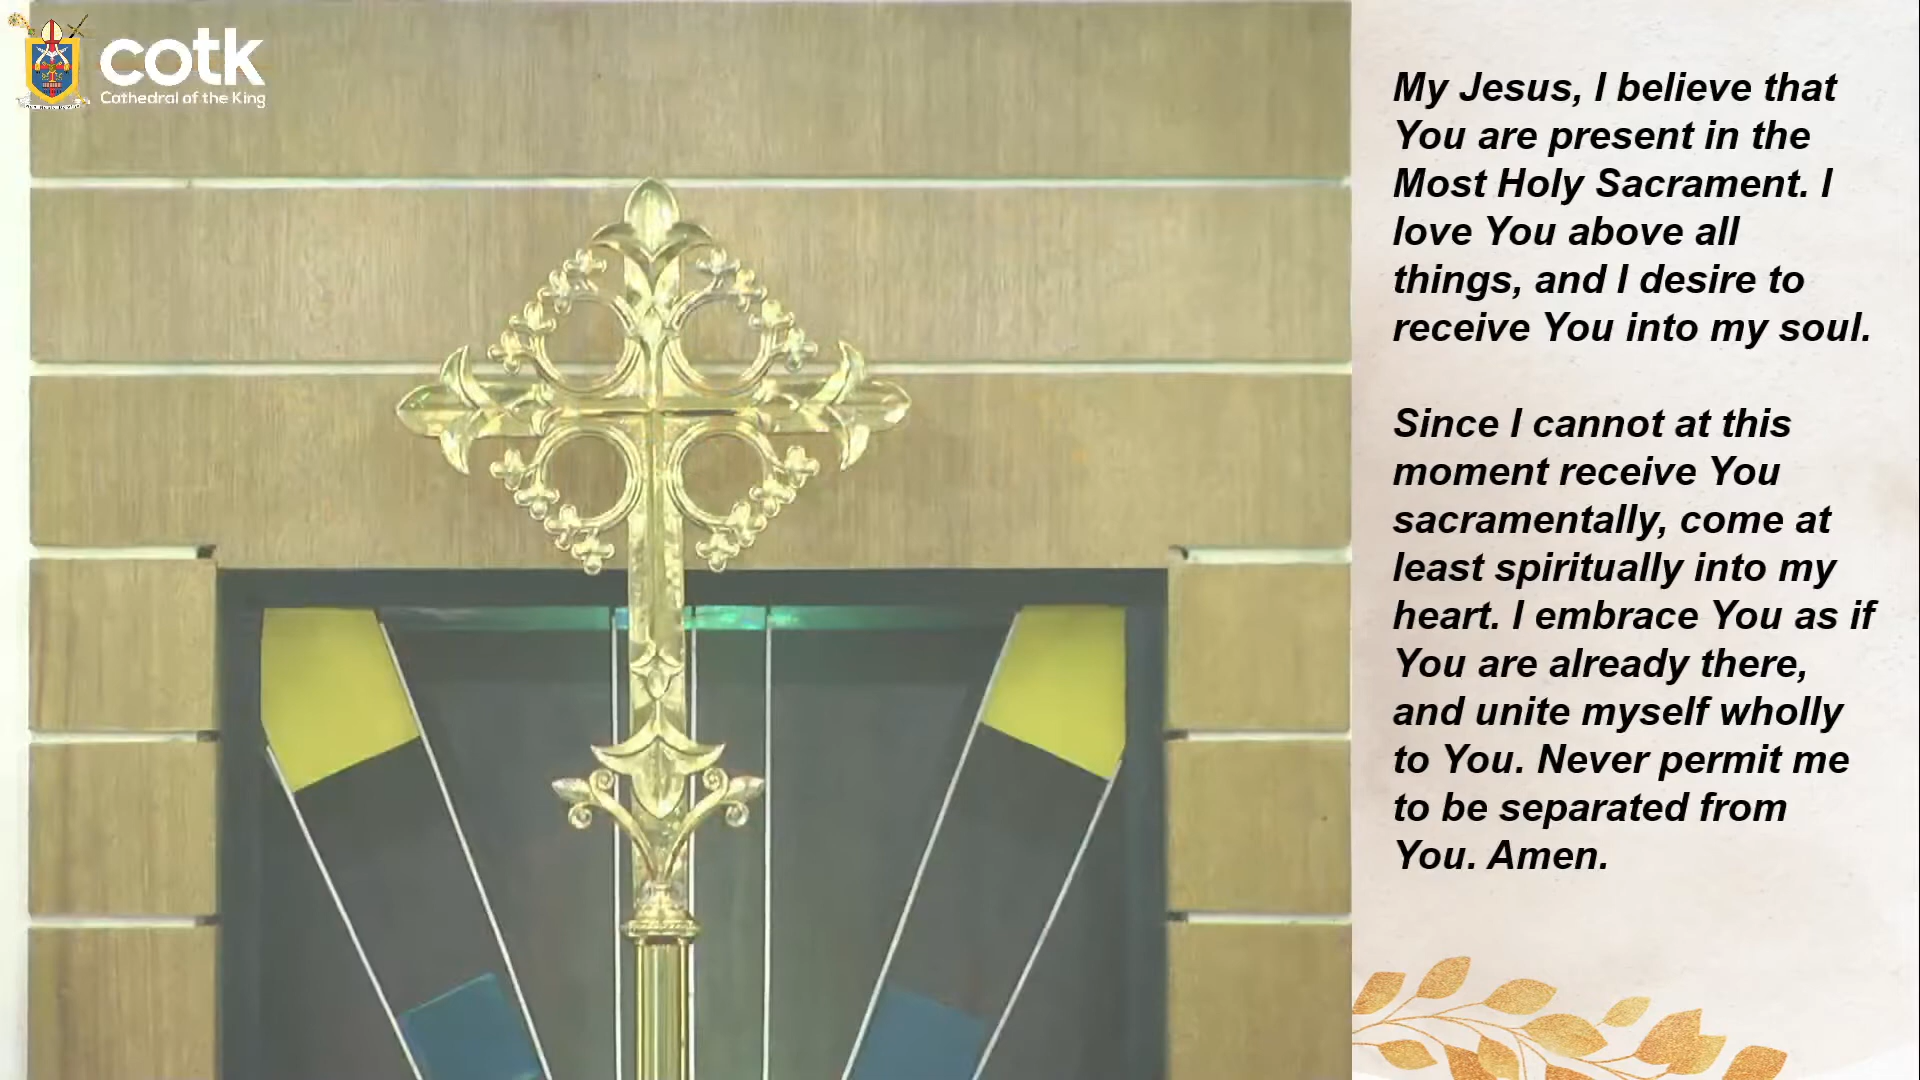 cotk
Cathedral of the King
My Jesus, I believe that
You are present in the
Most Holy Sacrament. I
love You above all
things, and I desire to
receive You into my soul.
Since I cannot at this
moment receive You
sacramentally, come at
least spiritually into my
heart. I embrace You as if
You are already there,
and unite myself wholly
to You. Never permit me
to be separated from
You. Amen.